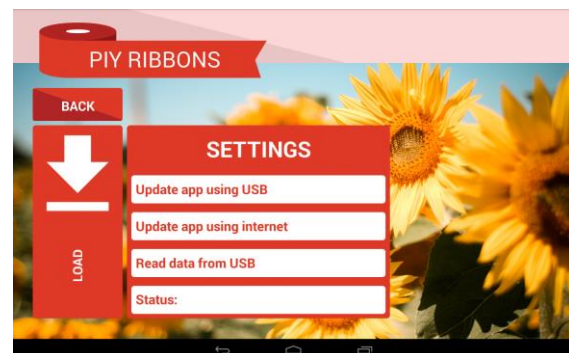 PIY RIBBONS
BACK
SETTINGS
Update app using USB
Update app using internet
Read data from USB
Status:
LOAD